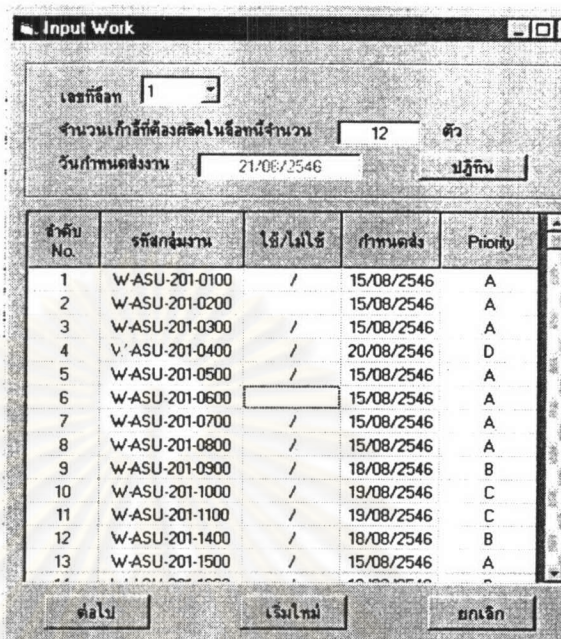 Input Work
เลขที่ล็อท 1
จำนวนเก้าอี้ที่ต้องผลิตในล็อทนี้จำนวน 12 ตัว
วันกำหนดส่งงาน 21/08/2546 ปฎิทิน
ลำดับ No. รหัสกลุ่มงาน ใช้/ไม่ใช้ กำหนดส่ง Priority
1 W-ASU-201-0100 / 15/08/2546 A
2 W-ASU-201-0200 15/08/2546 A
3 W-ASU-201-0300 / 15/08/2546 A
4 W-ASU-201-0400 / 20/08/2546 D
5 W-ASU-201-0500 / 15/08/2546 A
6 W-ASU-201-0600 15/08/2546 A
7 W-ASU-201-0700 / 15/08/2546 A
8 W-ASU-201-0800 / 15/08/2546 A
9 W-ASU-201-0900 / 18/08/2546 B
10 W-ASU-201-1000 / 19/08/2546 C
11 W-ASU-201-1100 / 19/08/2546 C
12 W-ASU-201-1400 / 18/08/2546 B
13 W-ASU-201-1500 / 15/08/2546 A
ต่อไป เริ่มใหม่ ยกเลิก